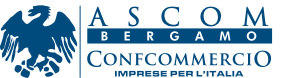 ASCOM
BERGAMO
CONFCOMMERCIO
IMPRESE PER L'ITALIA